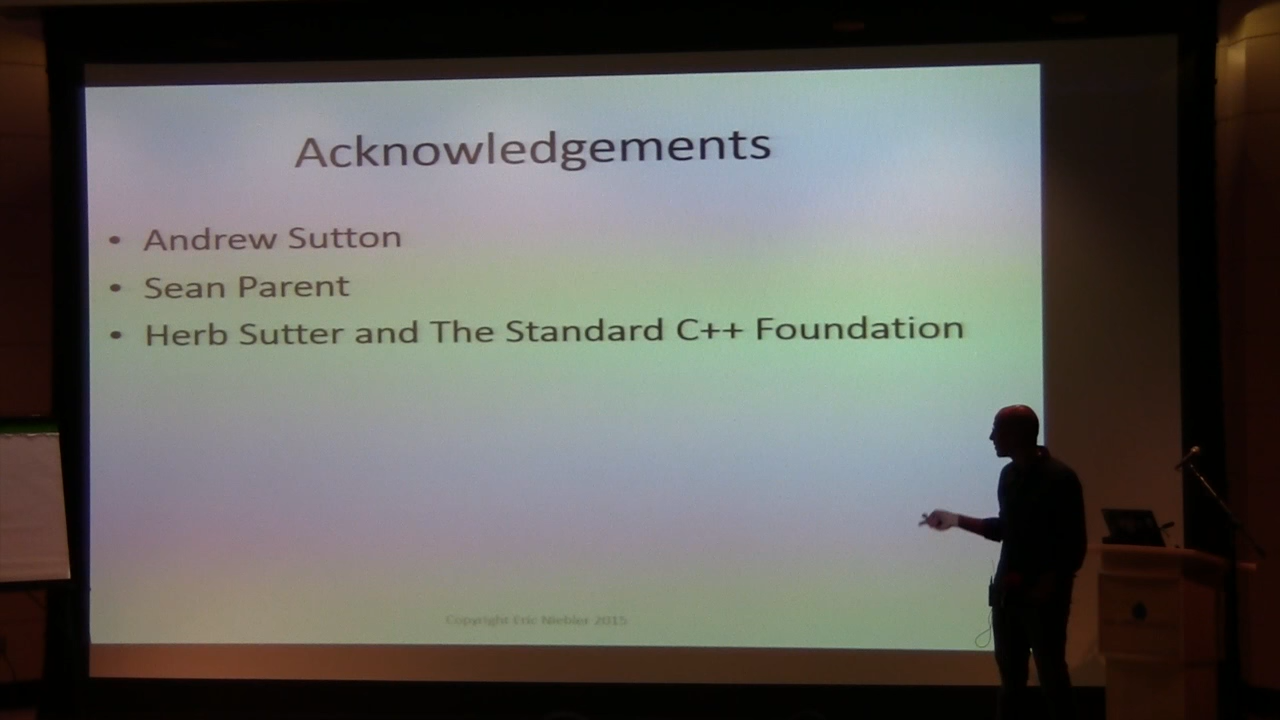 Acknowledgements
• Andrew Sutton
• Sean Parent
• Herb Sutter and The Standard C++ Foundation
Copyright Eric Niebler 2015